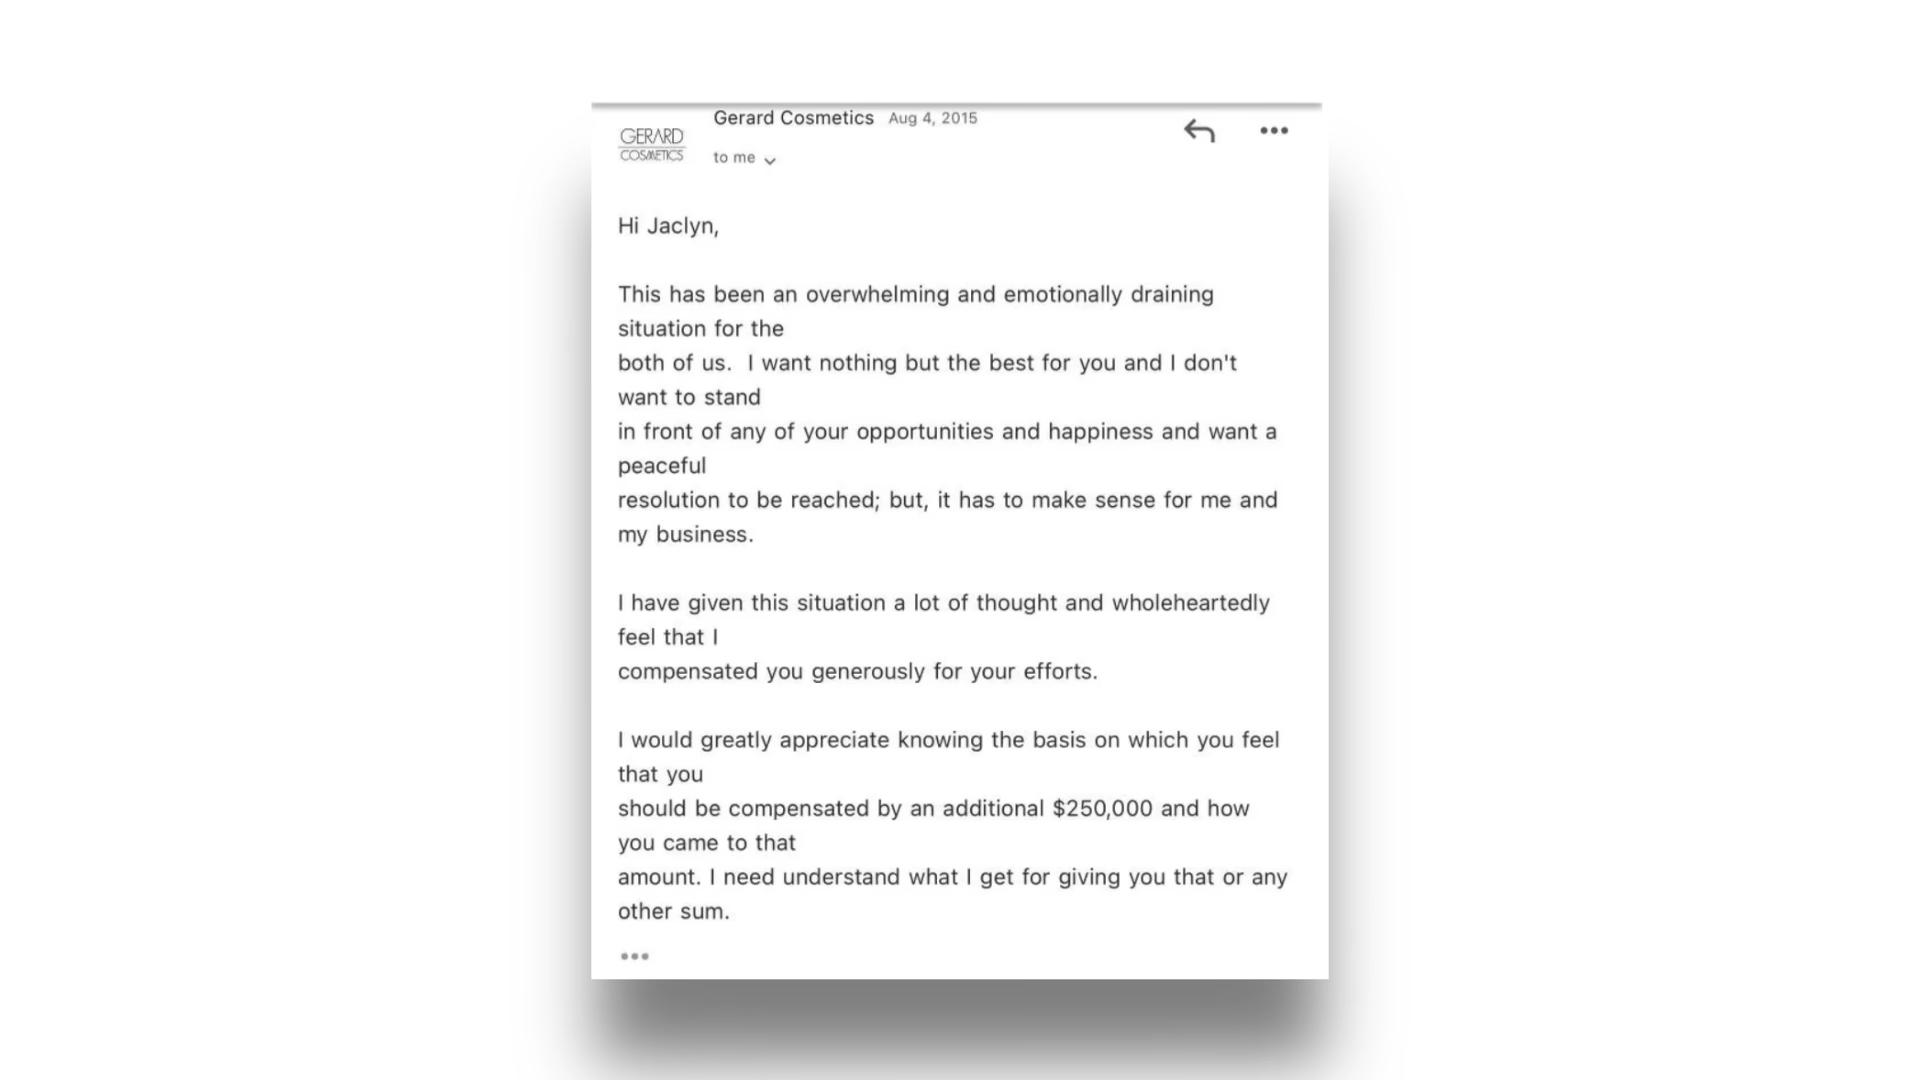 Gerard Cosmetics Aug 4, 2015
GERARD
COSMETICS
to me
Hi Jaclyn,
This has been an overwhelming and emotionally draining
situation for the
both of us.  I want nothing but the best for you and I don't
want to stand
in front of any of your opportunities and happiness and want a
peaceful
resolution to be reached; but, it has to make sense for me and
my business.
I have given this situation a lot of thought and wholeheartedly
feel that I
compensated you generously for your efforts.
I would greatly appreciate knowing the basis on which you feel
that you
should be compensated by an additional $250,000 and how
you came to that
amount. I need understand what I get for giving you that or any
other sum.